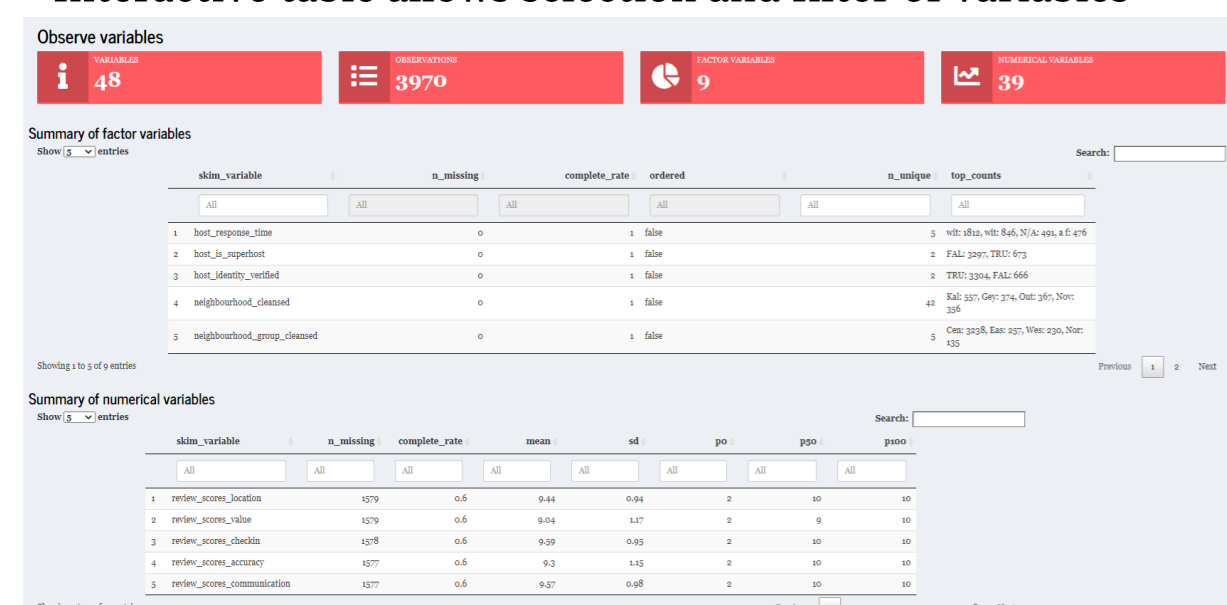 Interactive table allows selection and filter of variables
Observe variables
VARIABLES
48
OBSERVATIONS
3970
FACTOR VARIABLES
9
NUMERICAL VARIABLES
39
Summary of factor variables
Show 5 entries Search:
skim_variable n_missing complete_rate ordered n_unique top_counts
All All All All All All
1 host_response_time 0 1 false 5 wit: 1812, wit: 846, N/A: 491, a f: 476
2 host_is_superhost 0 1 false 2 FAL: 3297, TRU: 673
3 host_identity_verified 0 1 false 2 TRU: 3304, FAL: 666
4 neighbourhood_cleansed 0 1 false 42 Kal: 557, Gey: 374, Out: 367, Nov:
356
5 neighbourhood_group_cleansed 0 1 false 5 Cen: 3238, Eas: 257, Wes: 230, Nor:
135
Showing 1 to 5 of 9 entries Previous 1 2 Next
Summary of numerical variables
Show 5 entries Search:
skim_variable n_missing complete_rate mean sd p0 p50 p100
All All All All All All All All
1 review_scores_location 1579 0.6 9.44 0.94 2 10 10
2 review_scores_value 1579 0.6 9.04 1.17 2 9 10
3 review_scores_checkin 1578 0.6 9.59 0.95 2 10 10
4 review_scores_accuracy 1577 0.6 9.3 1.15 2 10 10
5 review_scores_communication 1577 0.6 9.57 0.98 2 10 10